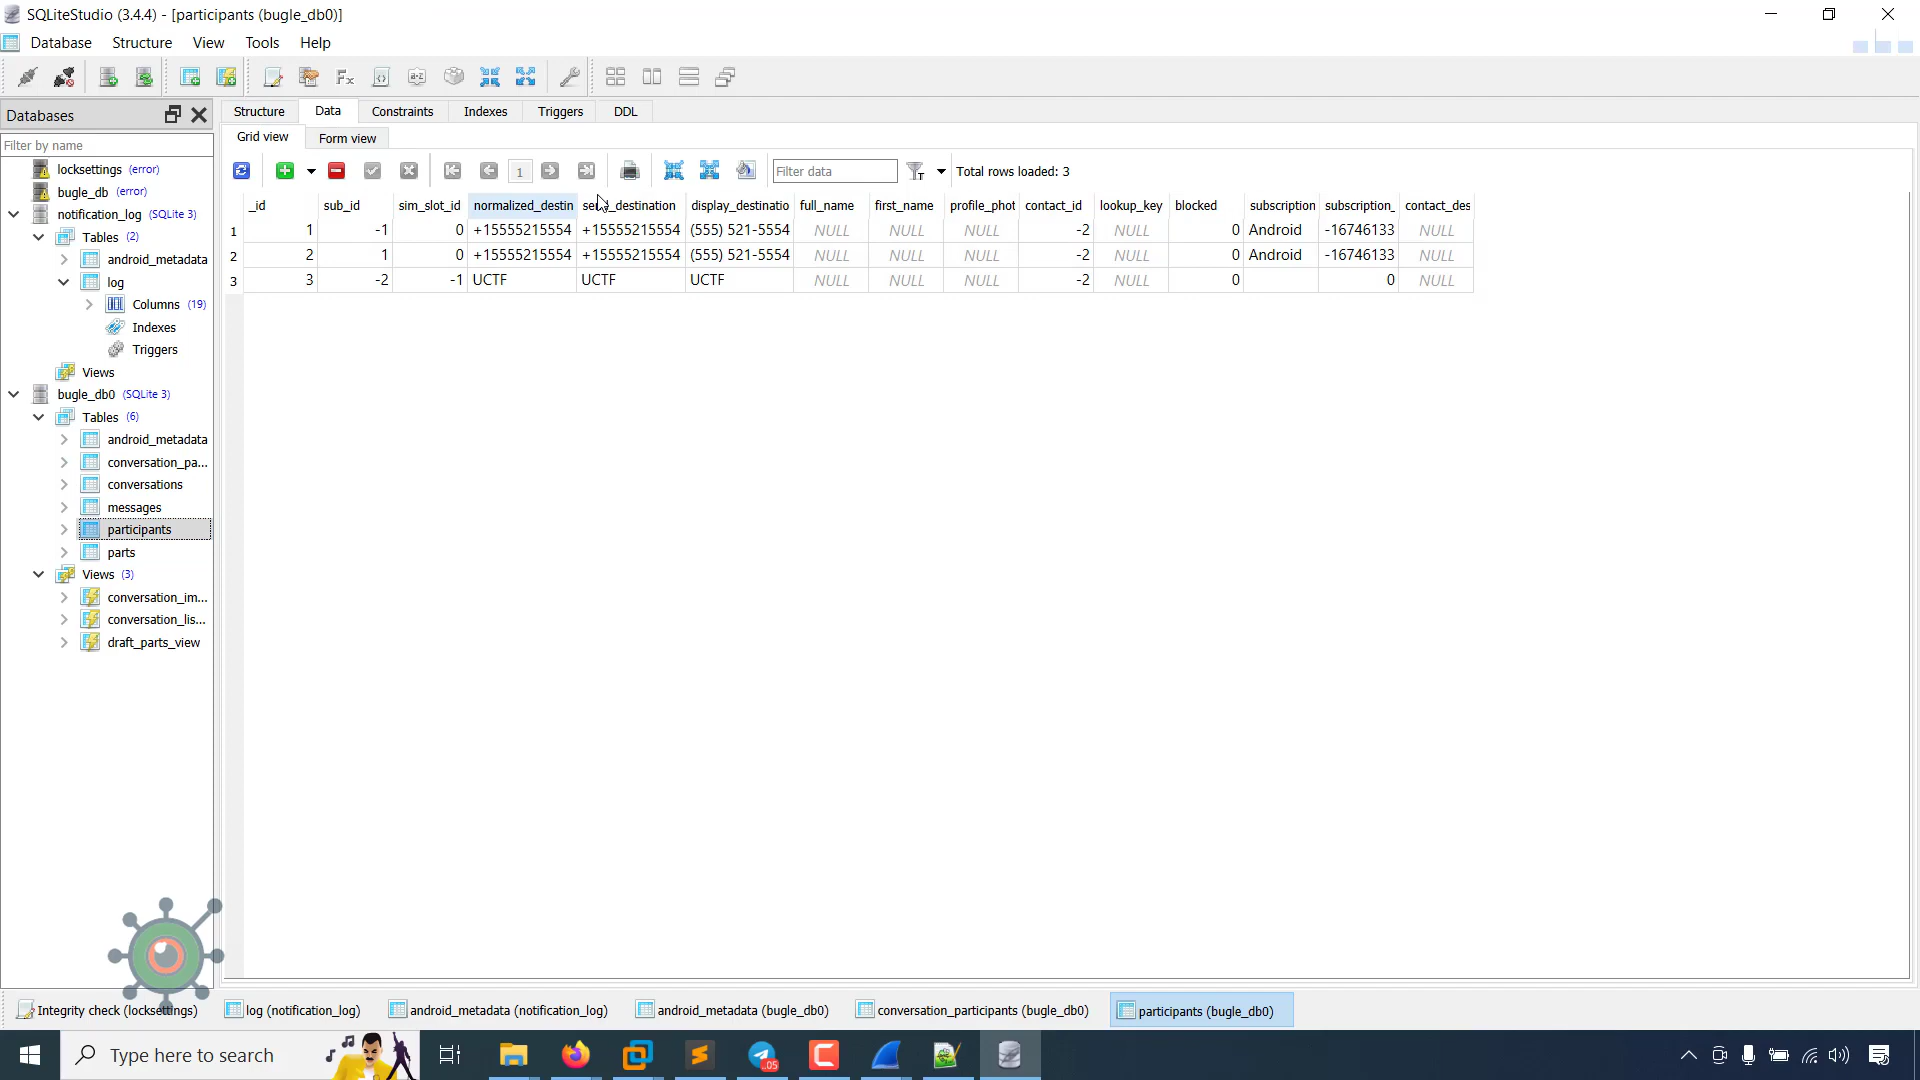 SQLiteStudio (3.4.4) - [participants (bugle_db0)]
Database Structure View Tools Help
Databases
Filter by name
locksettings (error)
bugle_db (error)
notification_log (SQLite 3)
Tables (2)
android_metadata
log
Columns (19)
Indexes
Triggers
Views
bugle_db0 (SQLite 3)
Tables (6)
android_metadata
conversation_pa...
conversations
messages
participants
parts
Views (3)
conversation_im...
conversation_lis...
draft_parts_view
Structure Data Constraints Indexes Triggers DDL
Grid view Form view
1 Filter data Total rows loaded: 3
_id sub_id sim_slot_id normalized_destin display_destinatio full_name first_name profile_phot contact_id lookup_key blocked subscription subscription_ contact_des
1 1 -1 0 +15555215554 +15555215554 (555) 521-5554 NULL NULL NULL -2 NULL 0 Android -16746133 NULL
2 2 1 0 +15555215554 +15555215554 (555) 521-5554 NULL NULL NULL -2 NULL 0 Android -16746133 NULL
3 3 -2 -1 UCTF UCTF UCTF NULL NULL NULL -2 NULL 0 0 NULL
Integrity check (locksettings) log (notification_log) android_metadata (notification_log) android_metadata (bugle_db0) conversation_participants (bugle_db0) participants (bugle_db0)
Type here to search